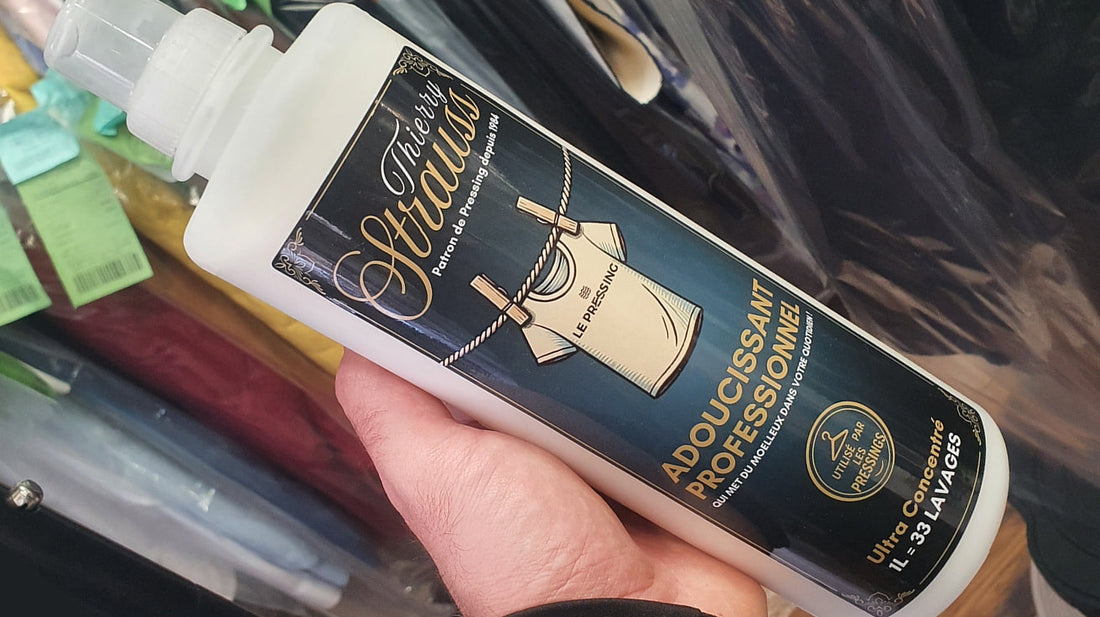 Thierry
Strauss
Patron de Pressing depuis 1984
LE PRESSING
ADOUCISSANT
PROFESSIONNEL
QUI MET DU MOELLEUX DANS VOTRE QUOTIDIEN !
UTILISÉ PAR
LES
PRESSINGS
Ultra Concentré
1L = 33 LAVAGES